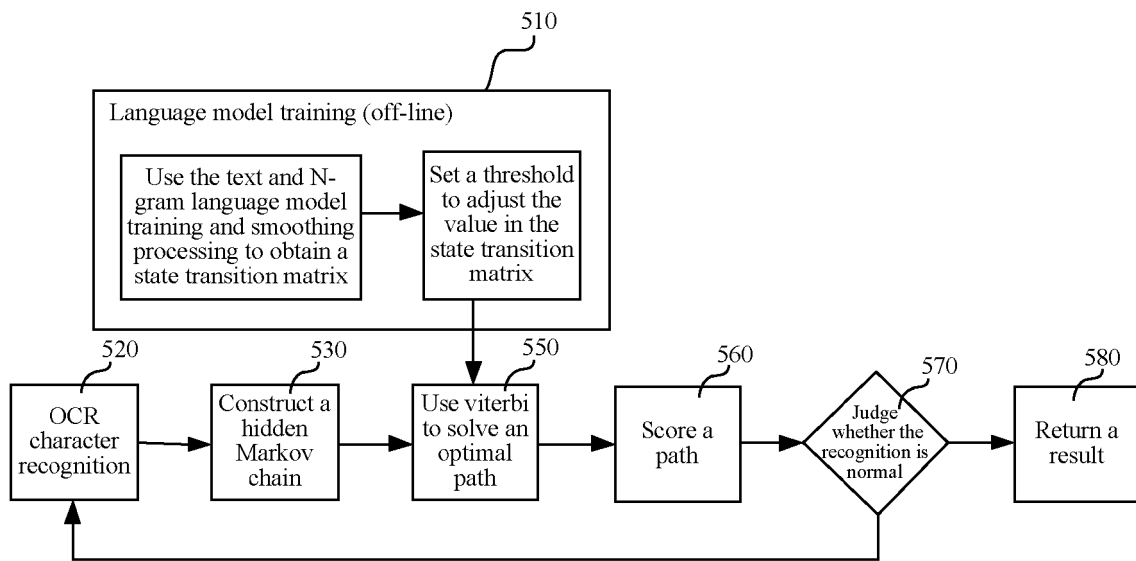 510
Language model training (off-line)
Use the text and N-
gram language model
training and smoothing
processing to obtain a
state transition matrix
Set a threshold
to adjust the
value in the
state transition
matrix
520
OCR
character
recognition
530
Construct a
hidden
Markov
chain
550
Use viterbi
to solve an
optimal
path
560
Score a
path
570
Judge
whether the
recognition is
normal
580
Return a
result